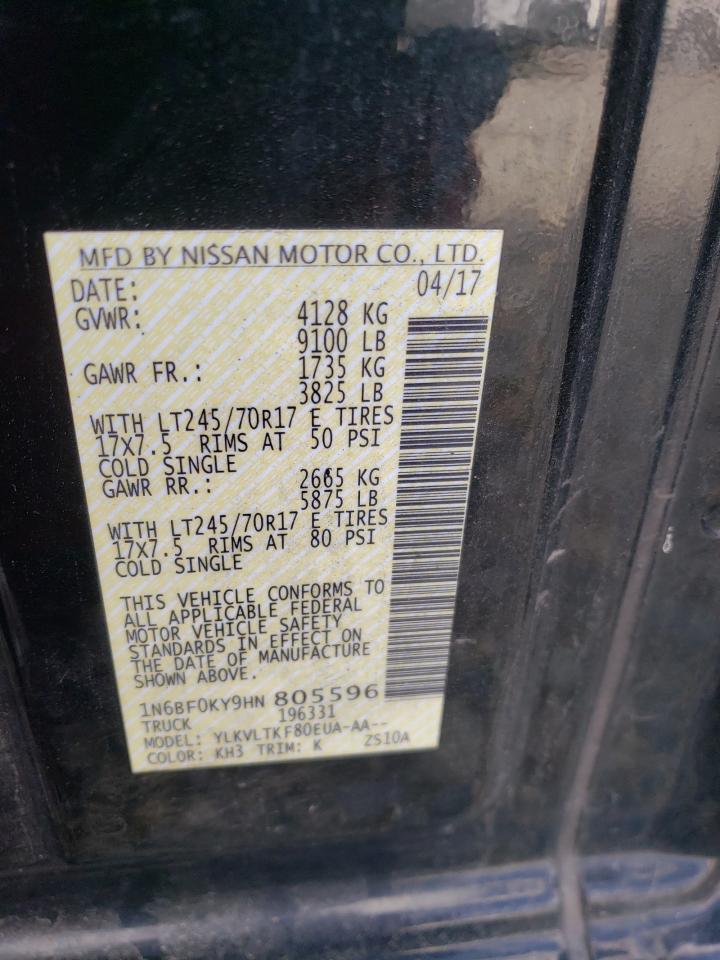 MFD BY NISSAN MOTOR CO., LTD.
DATE: 04/17
GVWR: 4128 KG
9100 LB
GAWR FR.: 1735 KG
3825 LB
WITH LT245/70R17 E TIRES
17X7.5 RIMS AT 50 PSI
COLD SINGLE
GAWR RR.: 2665 KG
5875 LB
WITH LT245/70R17 E TIRES
17X7.5 RIMS AT 80 PSI
COLD SINGLE
THIS VEHICLE CONFORMS TO
ALL APPLICABLE FEDERAL
MOTOR VEHICLE SAFETY
STANDARDS IN EFFECT ON
THE DATE OF MANUFACTURE
SHOWN ABOVE.
1N6BF0KY9HN 805596
TRUCK 196331
MODEL: YLKVLTKF80EUA-AA--
COLOR: KH3 TRIM: K ZS10A